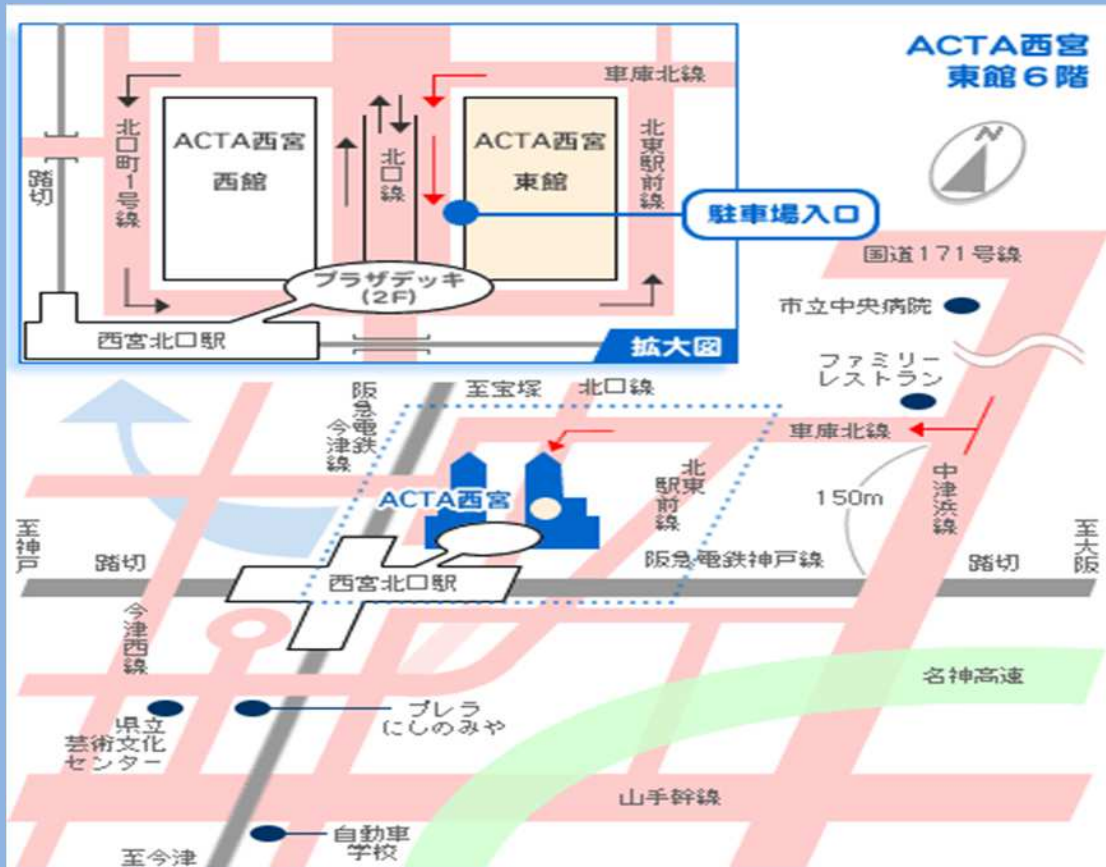 ACTA西宮
東館6階
車庫北線
北口町1号線
ACTA西宮
西館
北口線
ACTA西宮
東館
北東駅前線
踏切
駐車場入口
プラザデッキ
(2F)
西宮北口駅
拡大図
N
国道171号線
市立中央病院
ファミリー
レストラン
阪急電鉄
今津線
至宝塚
北口線
車庫北線
ACTA西宮
北東
駅前線
150m
中津浜線
至神戸
踏切
西宮北口駅
阪急電鉄神戸線
踏切
至大阪
今津西線
名神高速
県立
芸術文化
センター
プレラ
にしのみや
山手幹線
自動車
学校
至今津